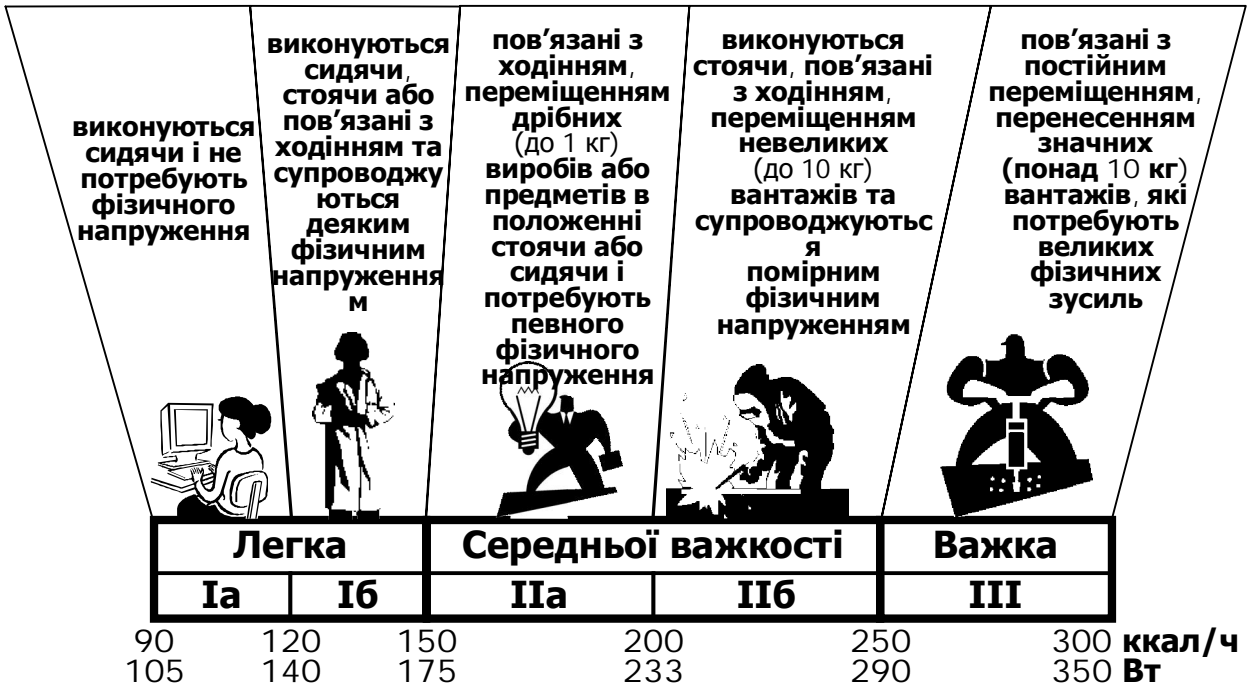 виконуються
сидячи і не
потребують
фізичного
напруження
виконуються
сидячи,
стоячи або
пов’язані з
ходінням та
супроводжу
ються
деяким
фізичним
напруження
м
пов’язані з
ходінням,
переміщенням
дрібних
(до 1 кг)
виробів або
предметів в
положенні
стоячи або
сидячи і
потребують
певного
фізичного
напруження
виконуються
стоячи, пов’язані
з ходінням,
переміщенням
невеликих
(до 10 кг)
вантажів та
супроводжуютьс
я
помірним
фізичним
напруженням
пов’язані з
постійним
переміщенням,
перенесенням
значних
(понад 10 кг)
вантажів, які
потребують
великих
фізичних
зусиль
Легка Середньої важкості Важка
Іа Іб ІІа ІІб ІІІ
90 120 150 200 250 300 ккал/ч
105 140 175 233 290 350 Вт